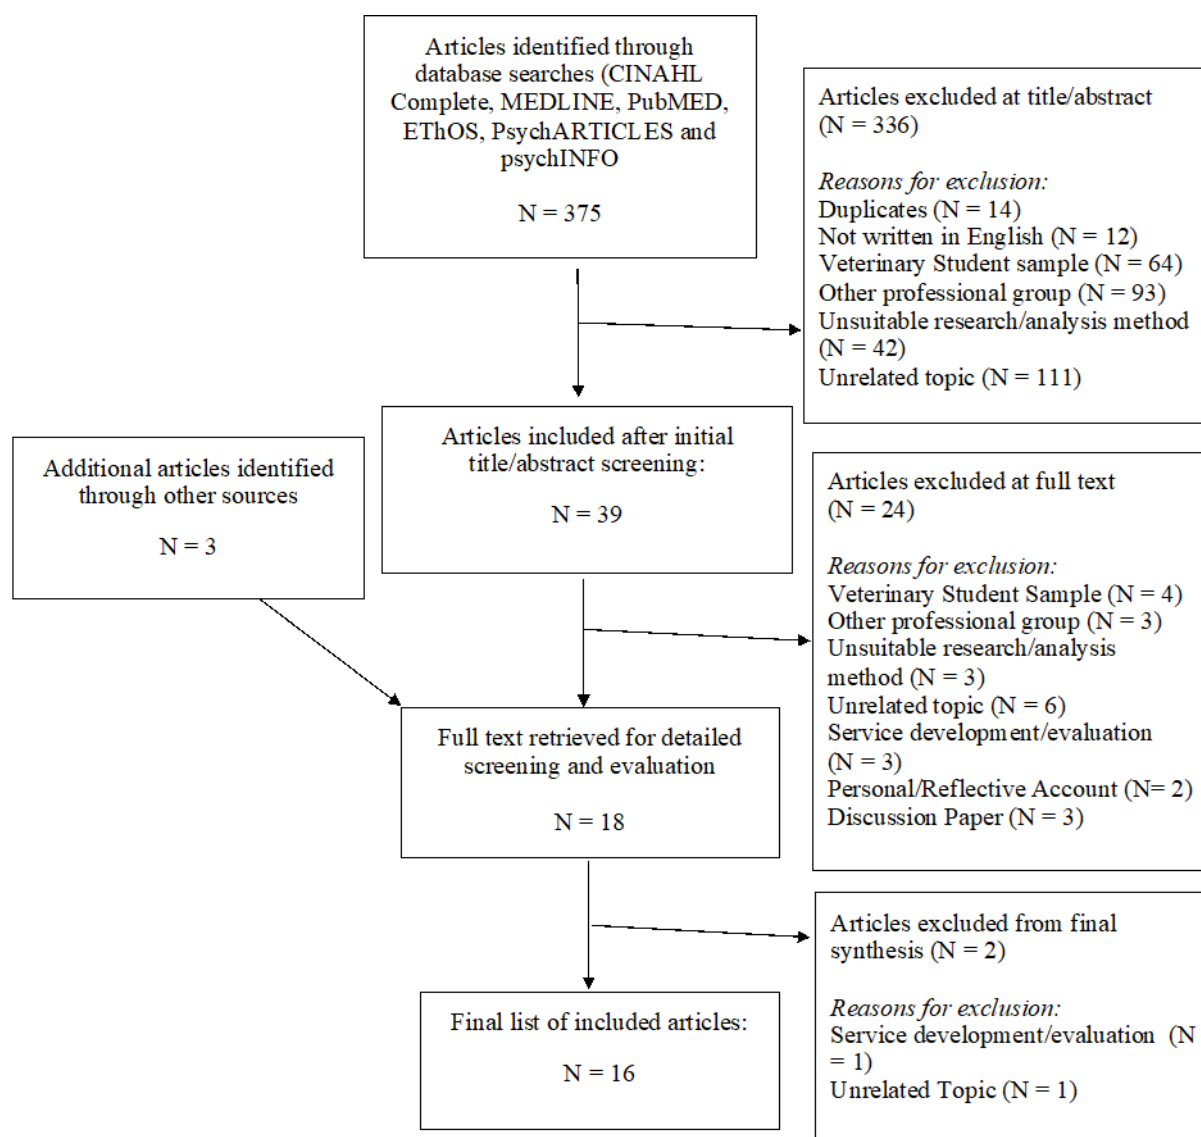 Articles identified through
database searches (CINAHL
Complete, MEDLINE, PubMED,
EThOS, PsychARTICLES and
psychINFO
N = 375
Articles excluded at title/abstract
(N = 336)
Reasons for exclusion:
Duplicates (N = 14)
Not written in English (N = 12)
Veterinary Student sample (N = 64)
Other professional group (N = 93)
Unsuitable research/analysis method
(N = 42)
Unrelated topic (N = 111)
Articles included after initial
title/abstract screening:
N = 39
Additional articles identified
through other sources
N = 3
Articles excluded at full text
(N = 24)
Reasons for exclusion:
Veterinary Student Sample (N = 4)
Other professional group (N = 3)
Unsuitable research/analysis
method (N = 3)
Unrelated topic (N = 6)
Service development/evaluation
(N = 3)
Personal/Reflective Account (N= 2)
Discussion Paper (N = 3)
Full text retrieved for detailed
screening and evaluation
N = 18
Articles excluded from final
synthesis (N = 2)
Reasons for exclusion:
Service development/evaluation (N
= 1)
Unrelated Topic (N = 1)
Final list of included articles:
N = 16